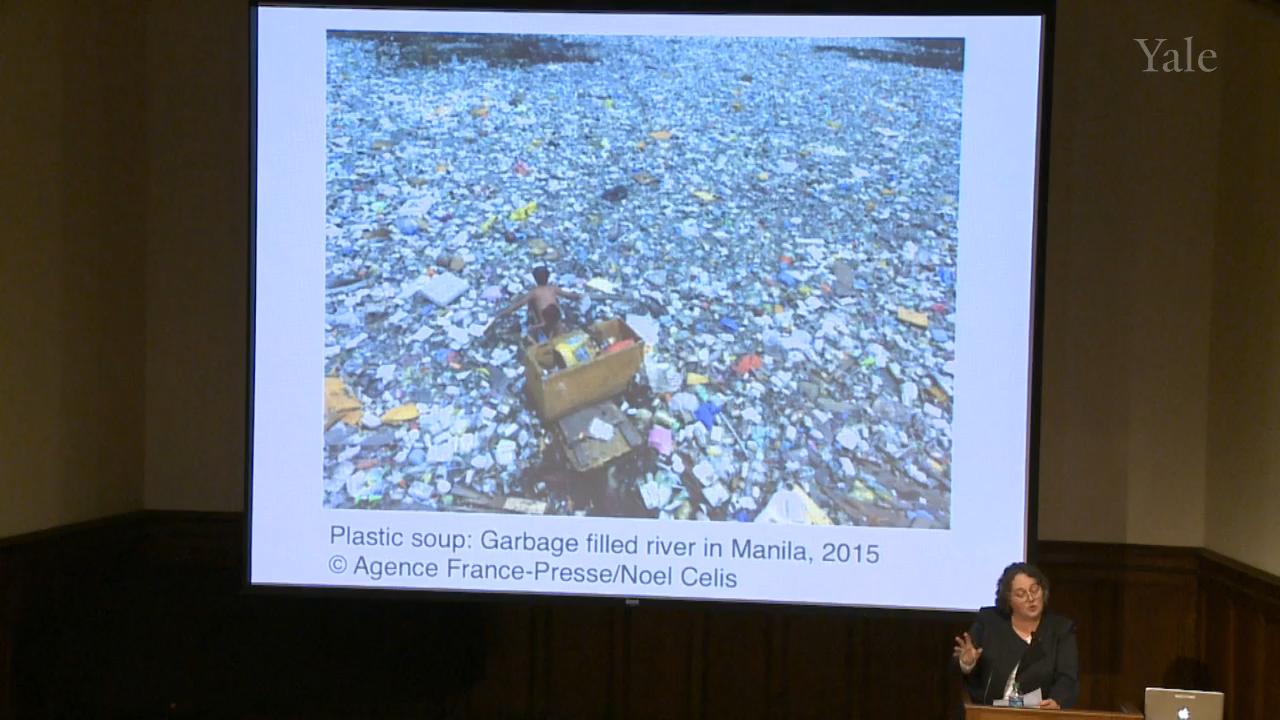 Yale
Plastic soup: Garbage filled river in Manila, 2015
© Agence France-Presse/Noel Celis